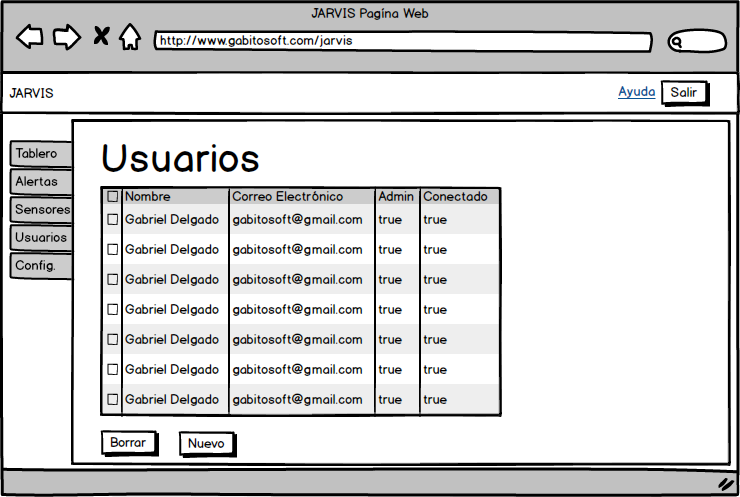 JARVIS Pagína Web
http://www.gabitosoft.com/jarvis
JARVIS Ayuda Salir
Tablero
Alertas
Sensores
Usuarios
Config.
Usuarios
Nombre Correo Electrónico Admin Conectado
Gabriel Delgado gabitosoft@gmail.com true true
Gabriel Delgado gabitosoft@gmail.com true true
Gabriel Delgado gabitosoft@gmail.com true true
Gabriel Delgado gabitosoft@gmail.com true true
Gabriel Delgado gabitosoft@gmail.com true true
Gabriel Delgado gabitosoft@gmail.com true true
Gabriel Delgado gabitosoft@gmail.com true true
Borrar Nuevo